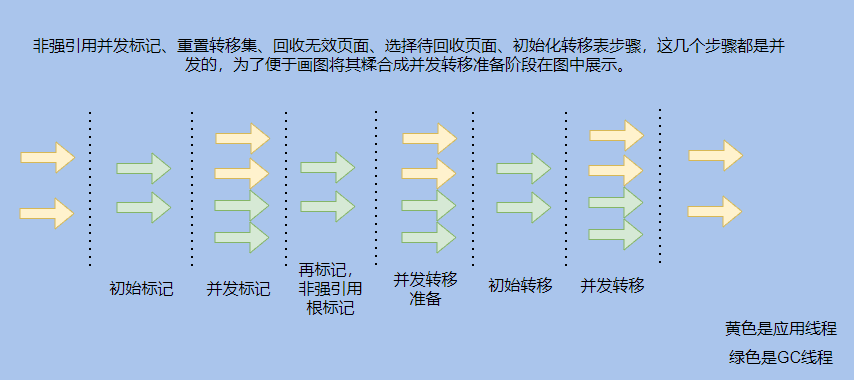 非强引用并发标记、重置转移集、回收无效页面、选择待回收页面、初始化转移表步骤，这几个步骤都是并
发的，为了便于画图将其糅合成并发转移准备阶段在图中展示。
初始标记
并发标记
再标记，
非强引用
根标记
并发转移
准备
初始转移
并发转移
黄色是应用线程
绿色是GC线程